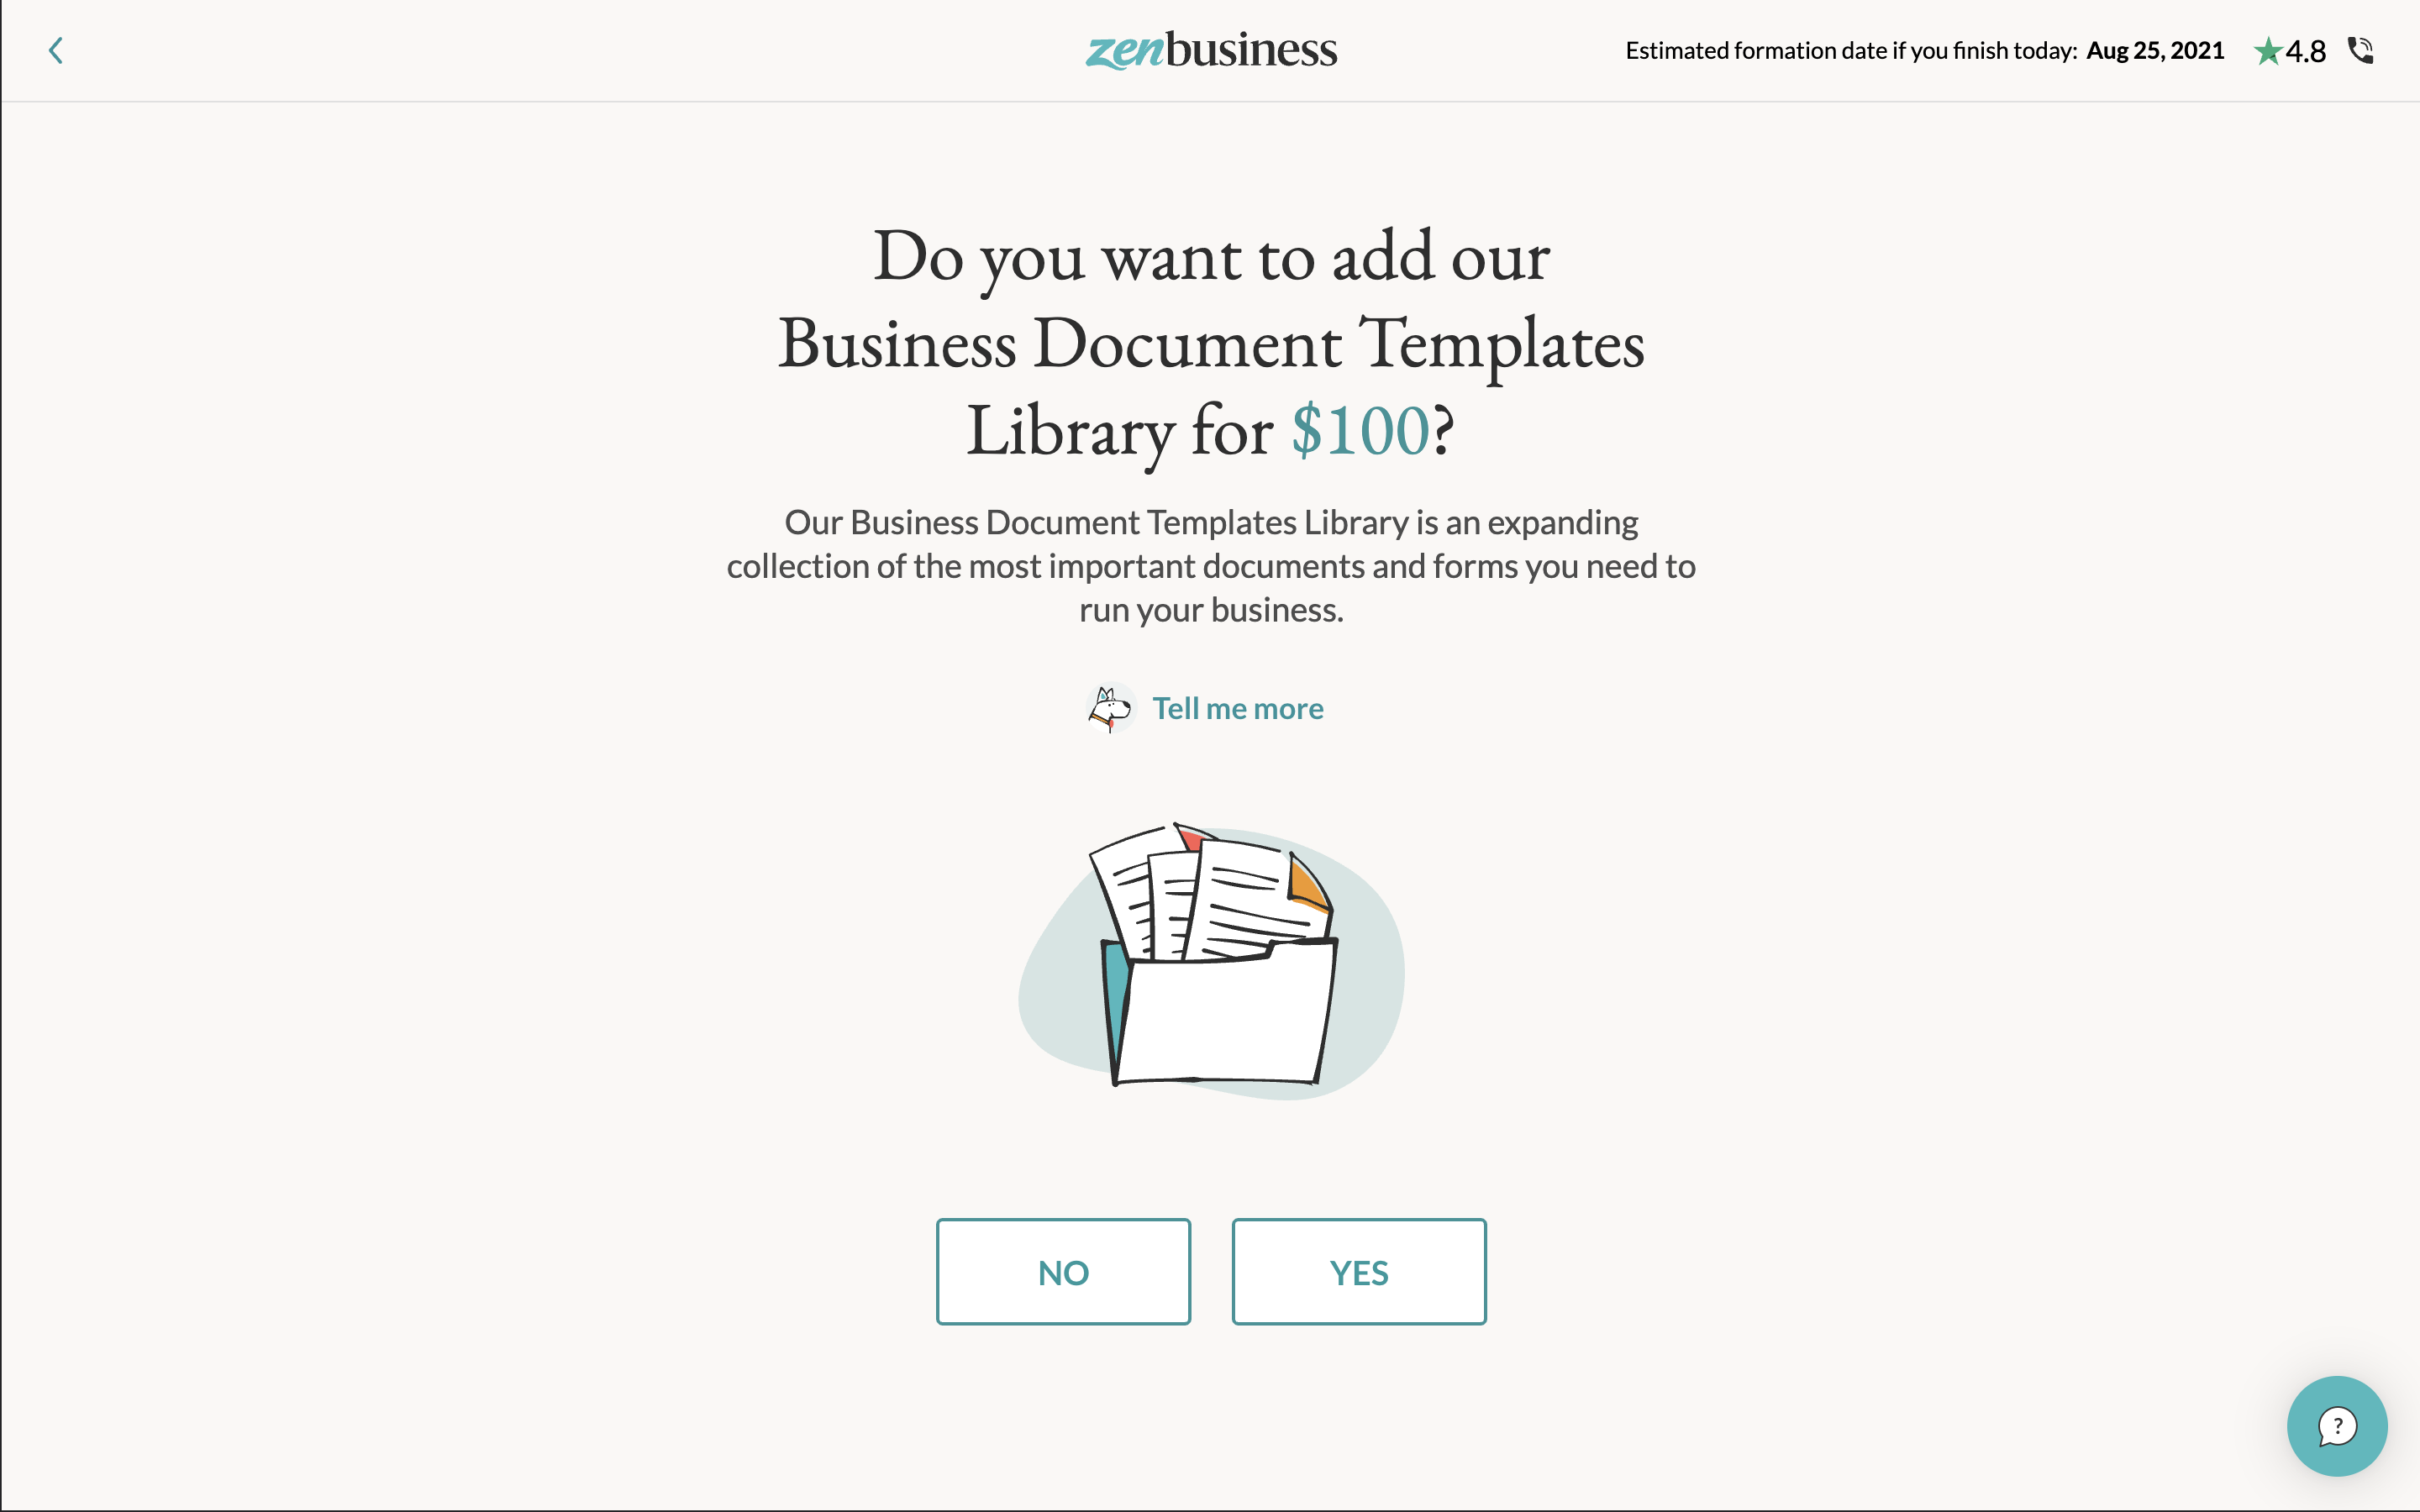 zenbusiness
Estimated formation date if you finish today: Aug 25, 2021
4.8
Do you want to add our
Business Document Templates
Library for $100?
Our Business Document Templates Library is an expanding
collection of the most important documents and forms you need to
run your business.
Tell me more
NO
YES
?